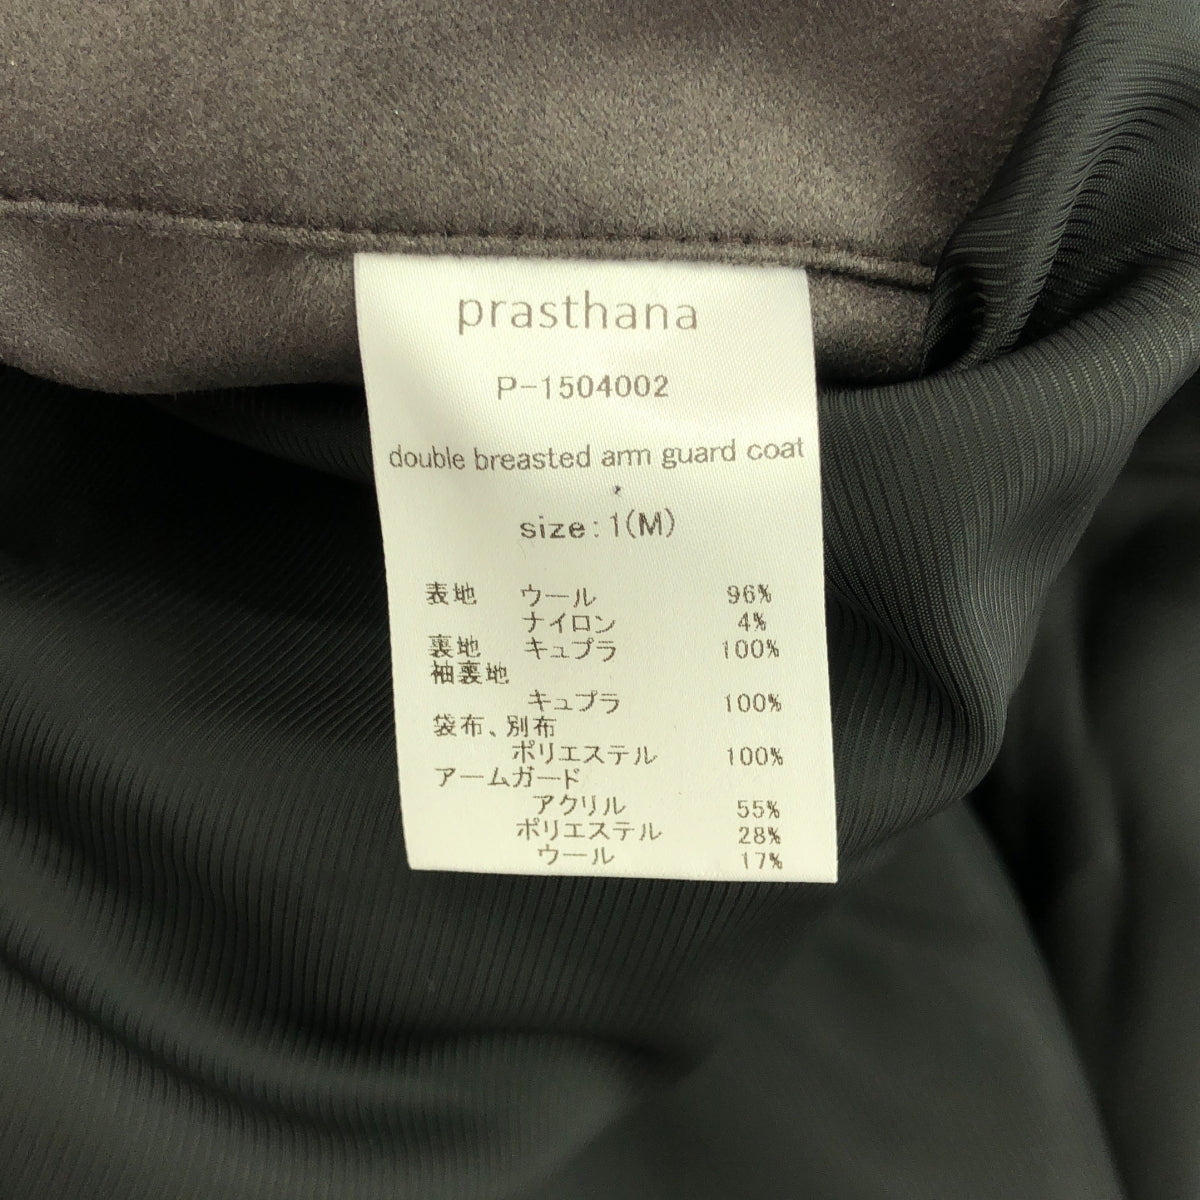 prasthana
P-1504002
double breasted arm guard coat
size:1(M)
表地 ウール 96%
ナイロン 4%
裏地 キュプラ 100%
袖裏地
キュプラ 100%
袋布、別布
ポリエステル 100%
アームガード
アクリル 55%
ポリエステル 28%
ウール 17%